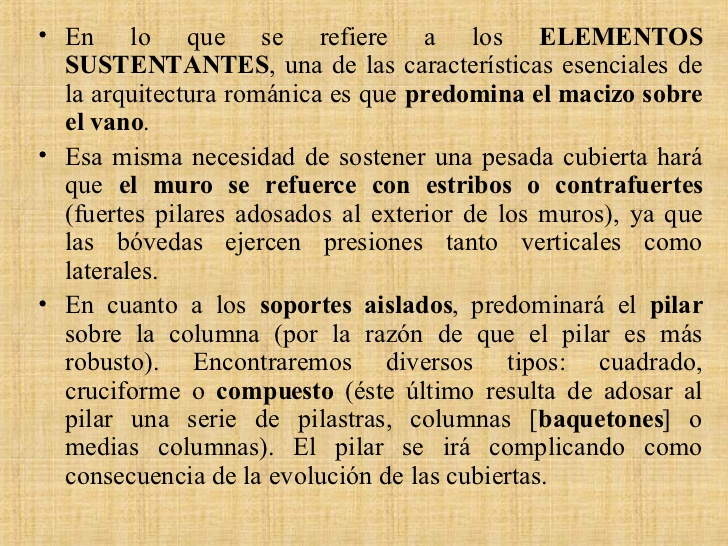 • En lo que se refiere a los ELEMENTOS
SUSTENTANTES, una de las características esenciales de
la arquitectura románica es que predomina el macizo sobre
el vano.
• Esa misma necesidad de sostener una pesada cubierta hará
que el muro se refuerce con estribos o contrafuertes
(fuertes pilares adosados al exterior de los muros), ya que
las bóvedas ejercen presiones tanto verticales como
laterales.
• En cuanto a los soportes aislados, predominará el pilar
sobre la columna (por la razón de que el pilar es más
robusto). Encontraremos diversos tipos: cuadrado,
cruciforme o compuesto (éste último resulta de adosar al
pilar una serie de pilastras, columnas [baquetones] o
medias columnas). El pilar se irá complicando como
consecuencia de la evolución de las cubiertas.